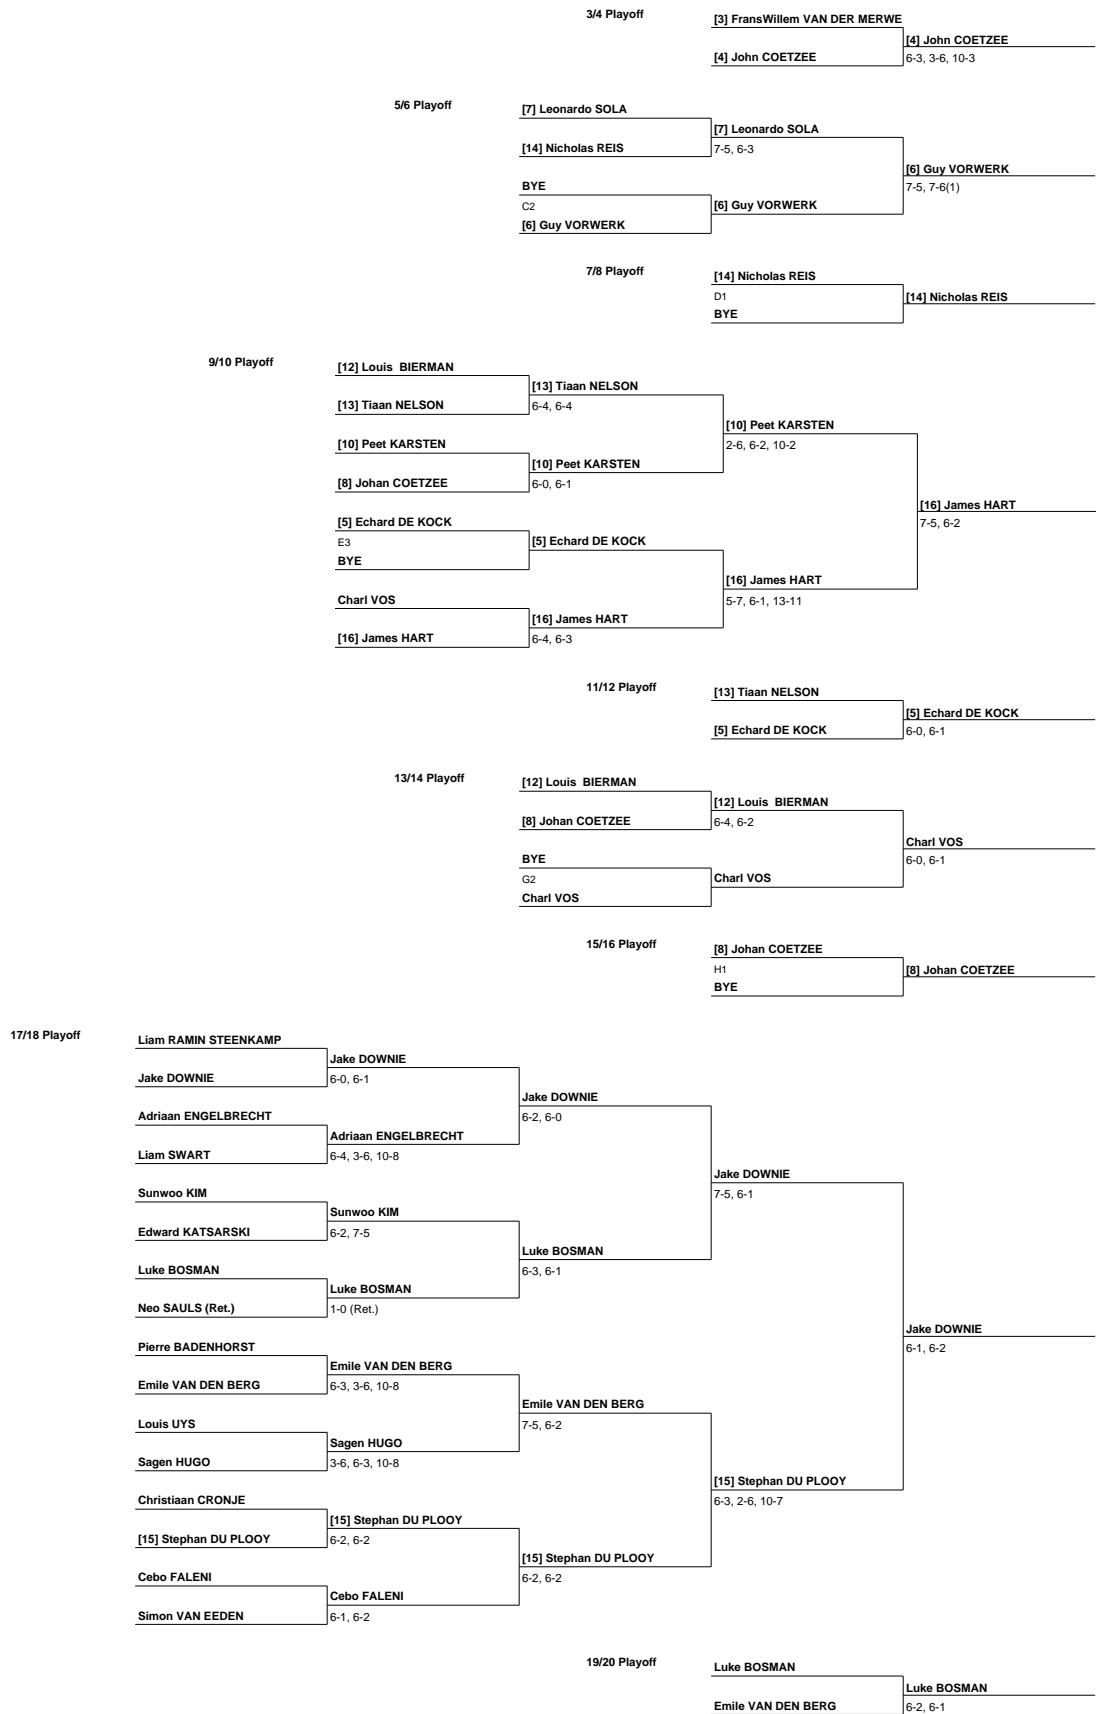 3/4 Playoff
[3] FransWillem VAN DER MERWE
[4] John COETZEE
[4] John COETZEE
6-3, 3-6, 10-3
5/6 Playoff
[7] Leonardo SOLA
[7] Leonardo SOLA
[14] Nicholas REIS
7-5, 6-3
[6] Guy VORWERK
7-5, 7-6(1)
BYE
C2
[6] Guy VORWERK
[6] Guy VORWERK
7/8 Playoff
[14] Nicholas REIS
D1
[14] Nicholas REIS
BYE
9/10 Playoff
[12] Louis BIERMAN
[13] Tiaan NELSON
[13] Tiaan NELSON
6-4, 6-4
[10] Peet KARSTEN
2-6, 6-2, 10-2
[10] Peet KARSTEN
[10] Peet KARSTEN
[8] Johan COETZEE
6-0, 6-1
[16] James HART
7-5, 6-2
[5] Echard DE KOCK
E3
[5] Echard DE KOCK
BYE
[16] James HART
5-7, 6-1, 13-11
Charl VOS
[16] James HART
[16] James HART
6-4, 6-3
11/12 Playoff
[13] Tiaan NELSON
[5] Echard DE KOCK
[5] Echard DE KOCK
6-0, 6-1
13/14 Playoff
[12] Louis BIERMAN
[12] Louis BIERMAN
[8] Johan COETZEE
6-4, 6-2
Charl VOS
6-0, 6-1
BYE
G2
Charl VOS
Charl VOS
15/16 Playoff
[8] Johan COETZEE
H1
[8] Johan COETZEE
BYE
17/18 Playoff
Liam RAMIN STEENKAMP
Jake DOWNIE
Jake DOWNIE
6-0, 6-1
Jake DOWNIE
6-2, 6-0
Adriaan ENGELBRECHT
Adriaan ENGELBRECHT
Liam SWART
6-4, 3-6, 10-8
Jake DOWNIE
7-5, 6-1
Sunwoo KIM
Sunwoo KIM
Edward KATSARSKI
6-2, 7-5
Luke BOSMAN
6-3, 6-1
Luke BOSMAN
Luke BOSMAN
Neo SAULS (Ret.)
1-0 (Ret.)
Jake DOWNIE
6-1, 6-2
Pierre BADENHORST
Emile VAN DEN BERG
Emile VAN DEN BERG
6-3, 3-6, 10-8
Emile VAN DEN BERG
7-5, 6-2
Louis UYS
Sagen HUGO
Sagen HUGO
3-6, 6-3, 10-8
[15] Stephan DU PLOOY
6-3, 2-6, 10-7
Christiaan CRONJE
[15] Stephan DU PLOOY
[15] Stephan DU PLOOY
6-2, 6-2
[15] Stephan DU PLOOY
6-2, 6-2
Cebo FALENI
Cebo FALENI
Simon VAN EEDEN
6-1, 6-2
19/20 Playoff
Luke BOSMAN
Luke BOSMAN
Emile VAN DEN BERG
6-2, 6-1